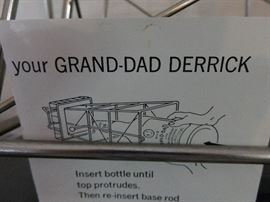 your GRAND-DAD DERRICK
Insert bottle until
top protrudes.
Then re-insert base rod